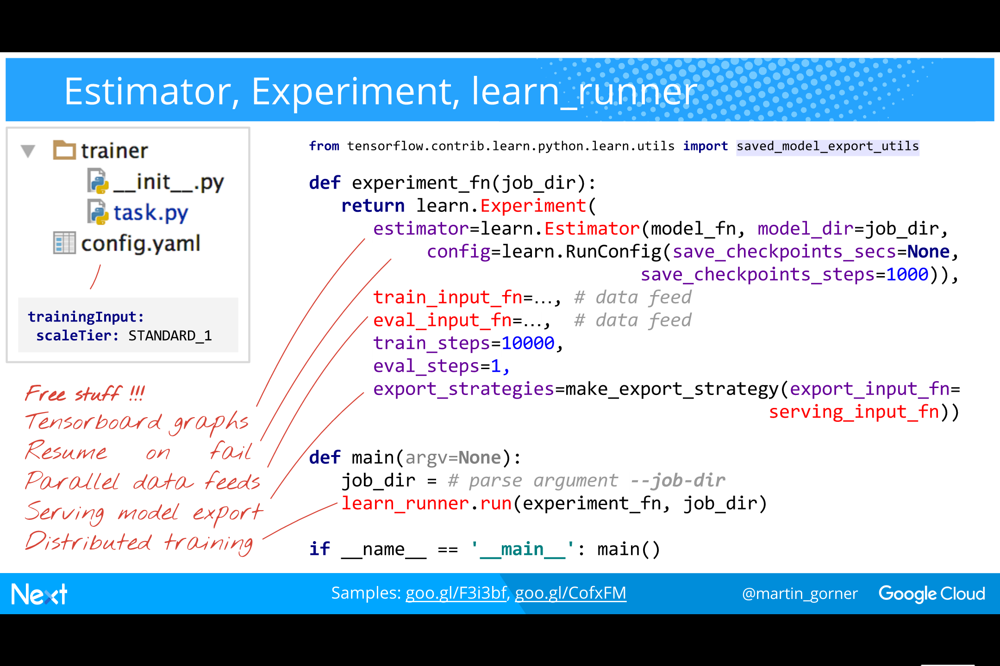 Estimator, Experiment, learn_runner
trainer
__init__.py
task.py
config.yaml
trainingInput:
scaleTier: STANDARD_1
Free stuff !!!
Tensorboard graphs
Resume on fail
Parallel data feeds
Serving model export
Distributed training
from tensorflow.contrib.learn.python.learn.utils import saved_model_export_utils
def experiment_fn(job_dir):
return learn.Experiment(
estimator=learn.Estimator(model_fn, model_dir=job_dir,
config=learn.RunConfig(save_checkpoints_secs=None,
save_checkpoints_steps=1000)),
train_input_fn=…, # data feed
eval_input_fn=…, # data feed
train_steps=10000,
eval_steps=1,
export_strategies=make_export_strategy(export_input_fn=
serving_input_fn))
def main(argv=None):
job_dir = # parse argument --job-dir
learn_runner.run(experiment_fn, job_dir)
if __name__ == '__main__': main()
Next
Samples: goo.gl/F3i3bf, goo.gl/CofxFM
@martin_gorner
Google Cloud